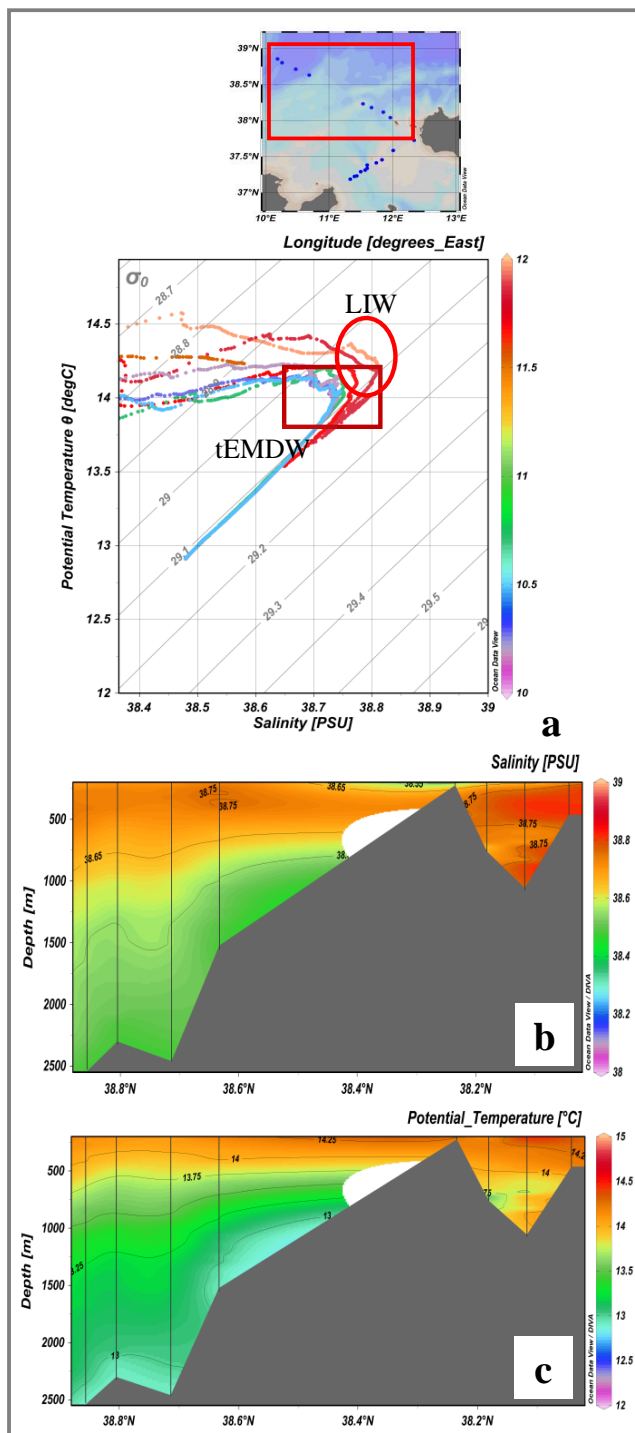 39°N
38.5°N
38°N
37.5°N
37°N
10°E
11°E
12°E
13°E
Ocean Data View
Longitude [degrees_East]
σ0
28.7
28.8
29
29.1
29.2
29.3
29.4
29.5
LIW
tEMDW
14.5
14
13.5
13
12.5
12
Potential Temperature θ [degC]
38.4
38.5
38.6
38.7
38.8
38.9
39
Salinity [PSU]
12
11.5
11
10.5
10
Ocean Data View
a
Salinity [PSU]
500
1000
1500
2000
2500
Depth [m]
38.65
38.75
38.75
38.65
38.75
38.75
38.8°N
38.6°N
38.4°N
38.2°N
39
38.8
38.6
38.4
38.2
38
Ocean Data View / DIVA
b
Potential_Temperature [°C]
500
1000
1500
2000
2500
Depth [m]
14.25
14
13.75
13
14
13
38.8°N
38.6°N
38.4°N
38.2°N
15
14.5
14
13.5
13
12.5
12
Ocean Data View / DIVA
c